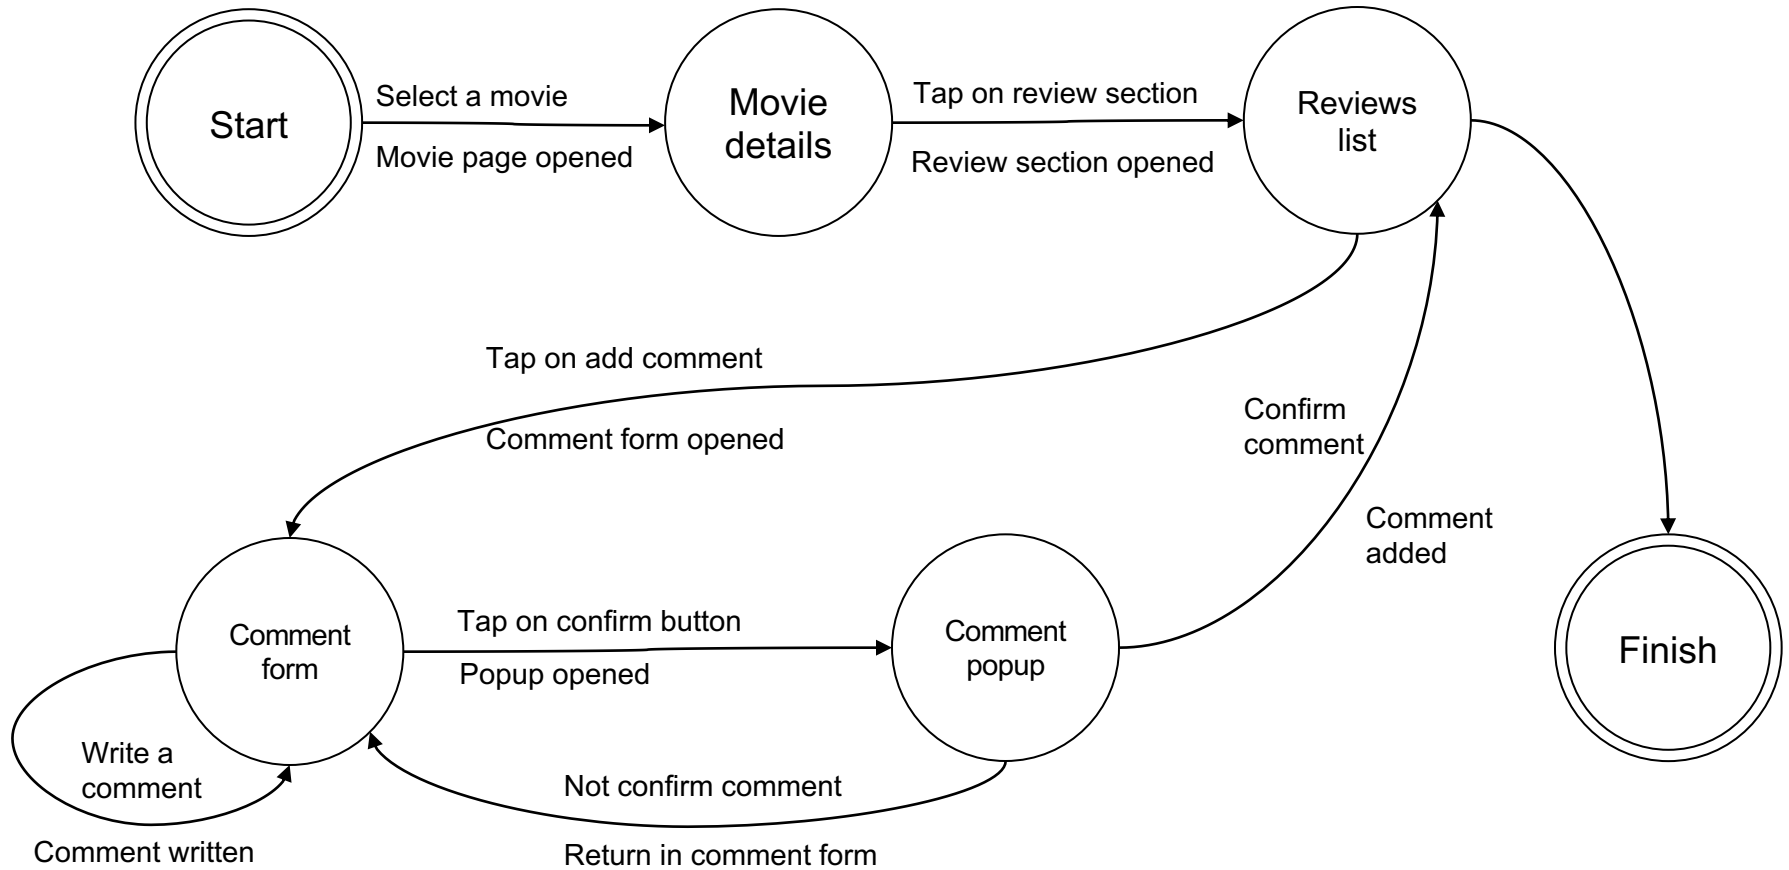 Start
Select a movie
Movie page opened
Movie
details
Tap on review section
Review section opened
Reviews
list
Tap on add comment
Comment form opened
Confirm
comment
Comment
added
Comment
form
Tap on confirm button
Popup opened
Comment
popup
Finish
Write a
comment
Comment written
Not confirm comment
Return in comment form